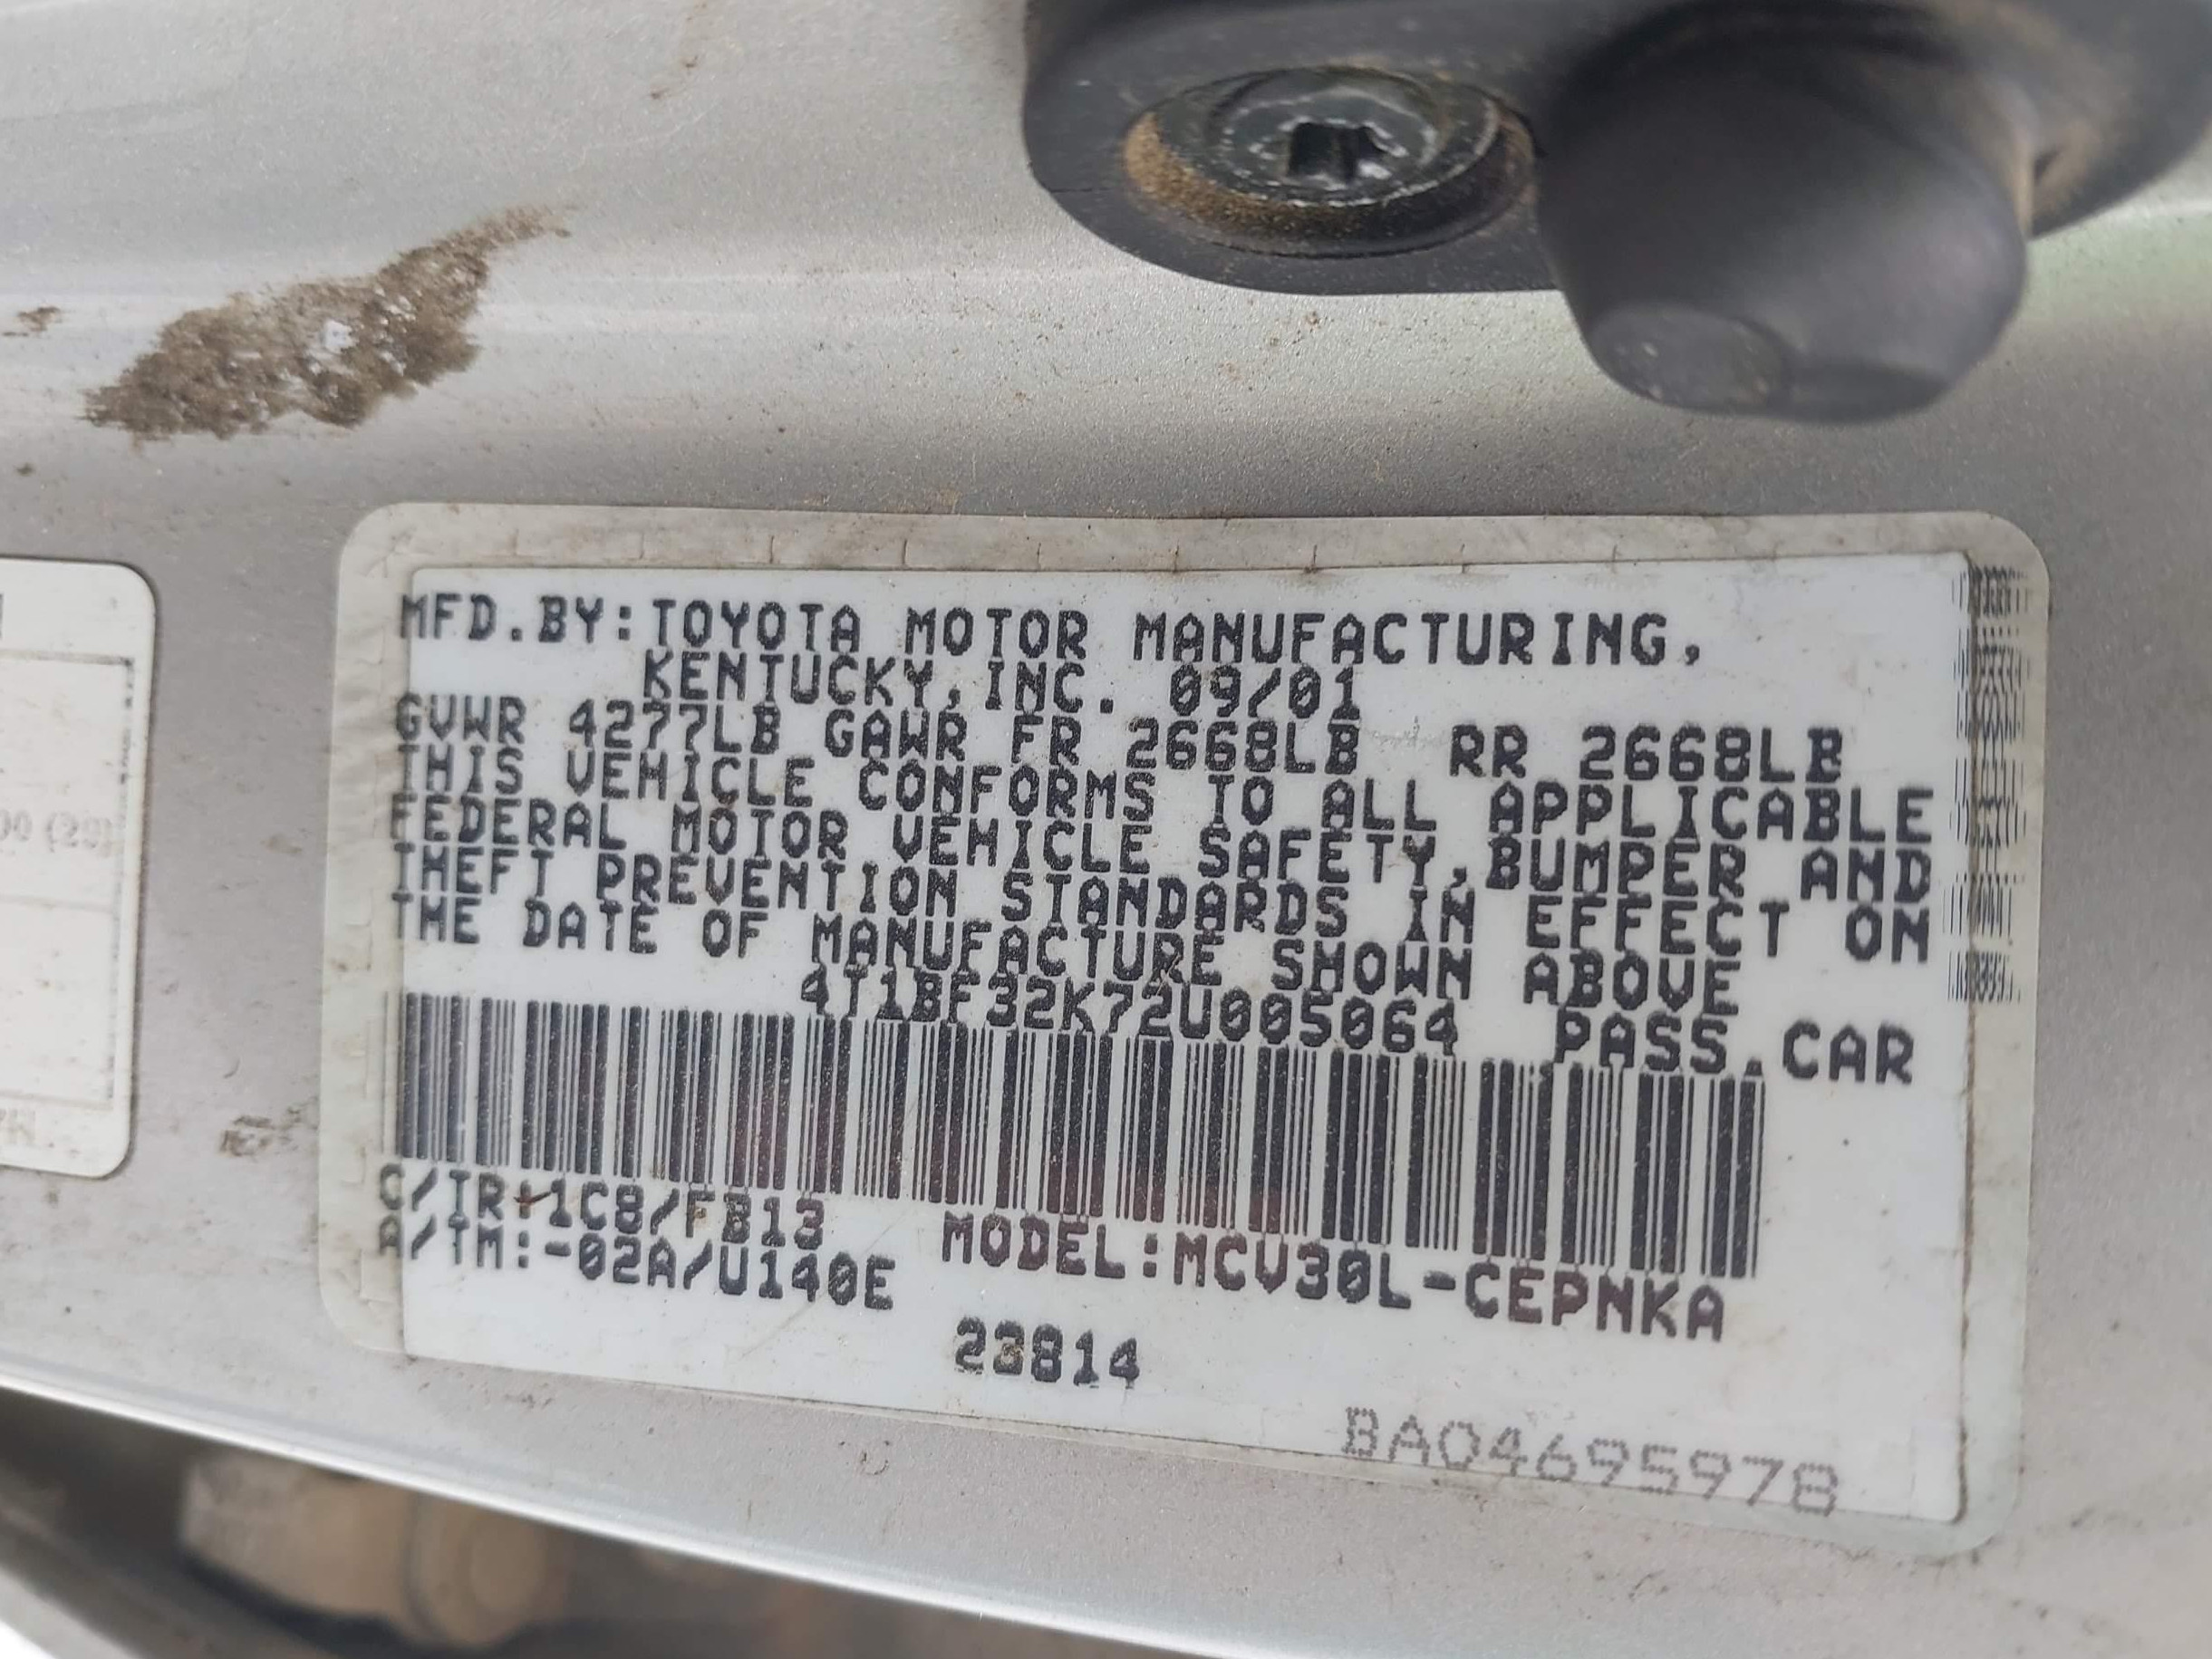 MFD.BY:TOYOTA MOTOR MANUFACTURING,
KENTUCKY,INC. 09/01
GVWR 4277LB GAWR FR 2668LB RR 2668LB
THIS VEHICLE CONFORMS TO ALL APPLICABLE
FEDERAL MOTOR VEHICLE SAFETY,BUMPER AND
THEFT PREVENTION STANDARDS IN EFFECT ON
THE DATE OF MANUFACTURE SHOWN ABOVE
4T1BF32K72U005064 PASS.CAR
C/TR:1C8/FB13 MODEL:MCV30L-CEPNKA
A/TM:-02A/U140E
23814
BA04695978